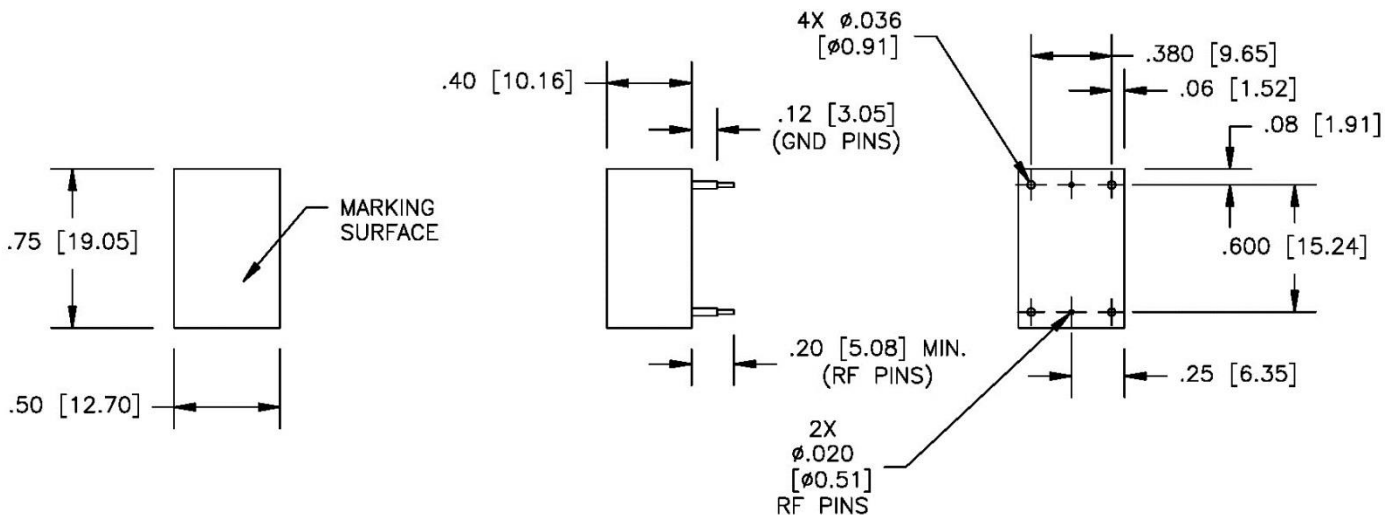 .75 [19.05]
.50 [12.70]
MARKING
SURFACE
.40 [10.16]
.12 [3.05]
(GND PINS)
.20 [5.08] MIN.
(RF PINS)
4X ø.036
[ø0.91]
.380 [9.65]
.06 [1.52]
.08 [1.91]
.600 [15.24]
.25 [6.35]
2X
ø.020
[ø0.51]
RF PINS